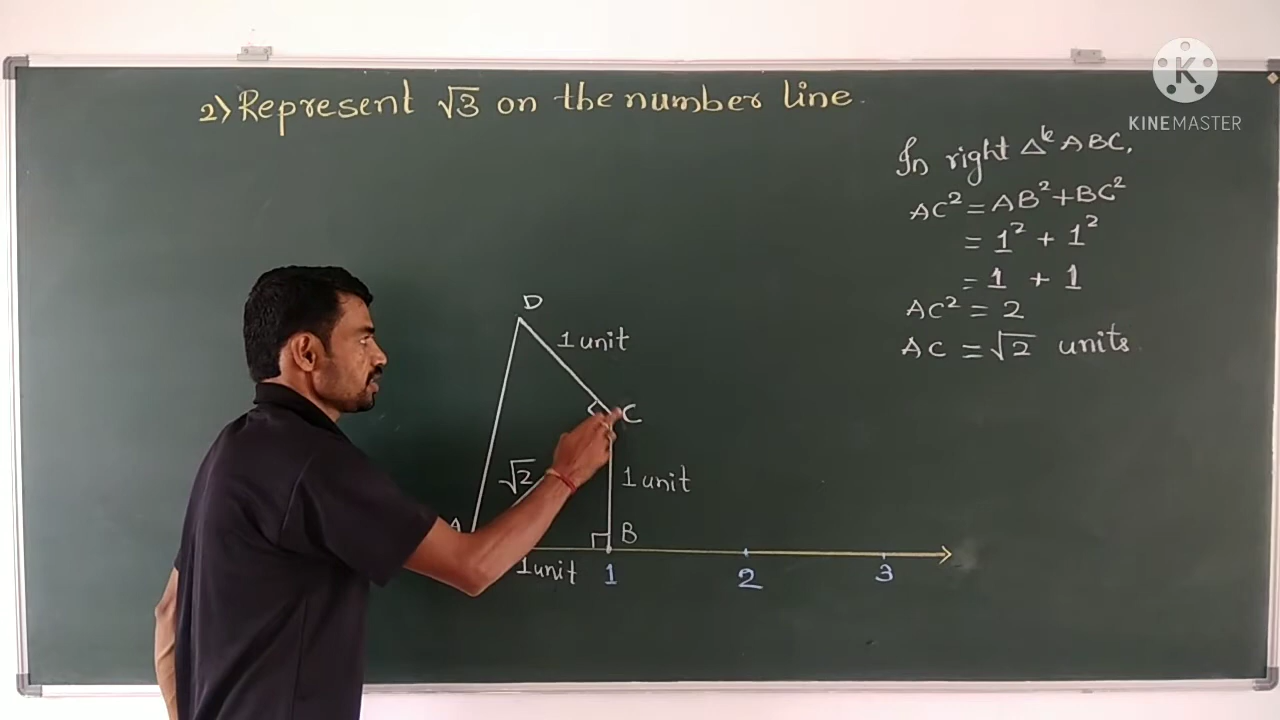 2) Represent √3 on the number line.
KINEMASTER
In right Δle ABC,
AC² = AB² + BC²
= 1² + 1²
= 1 + 1
AC² = 2
AC = √2 units
D
1 unit
C
√2
1 unit
A
B
1 unit 1 2 3